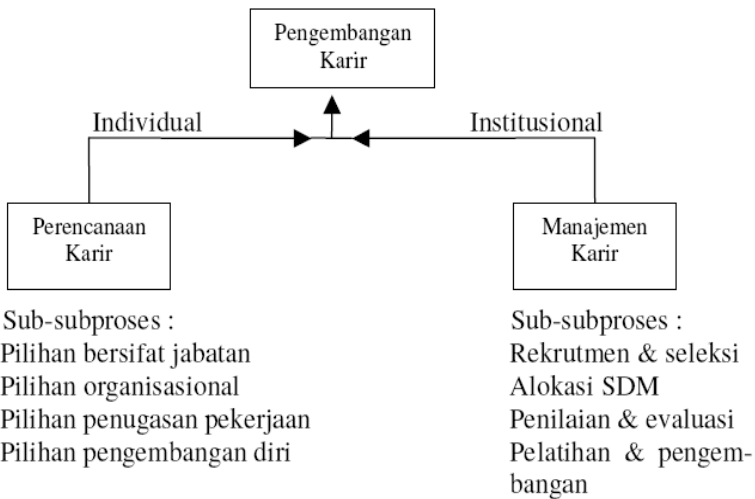 Pengembangan
Karir
Individual
Institusional
Perencanaan
Karir
Manajemen
Karir
Sub-subproses :
Pilihan bersifat jabatan
Pilihan organisasional
Pilihan penugasan pekerjaan
Pilihan pengembangan diri
Sub-subproses :
Rekrutmen & seleksi
Alokasi SDM
Penilaian & evaluasi
Pelatihan & pengem-
bangan